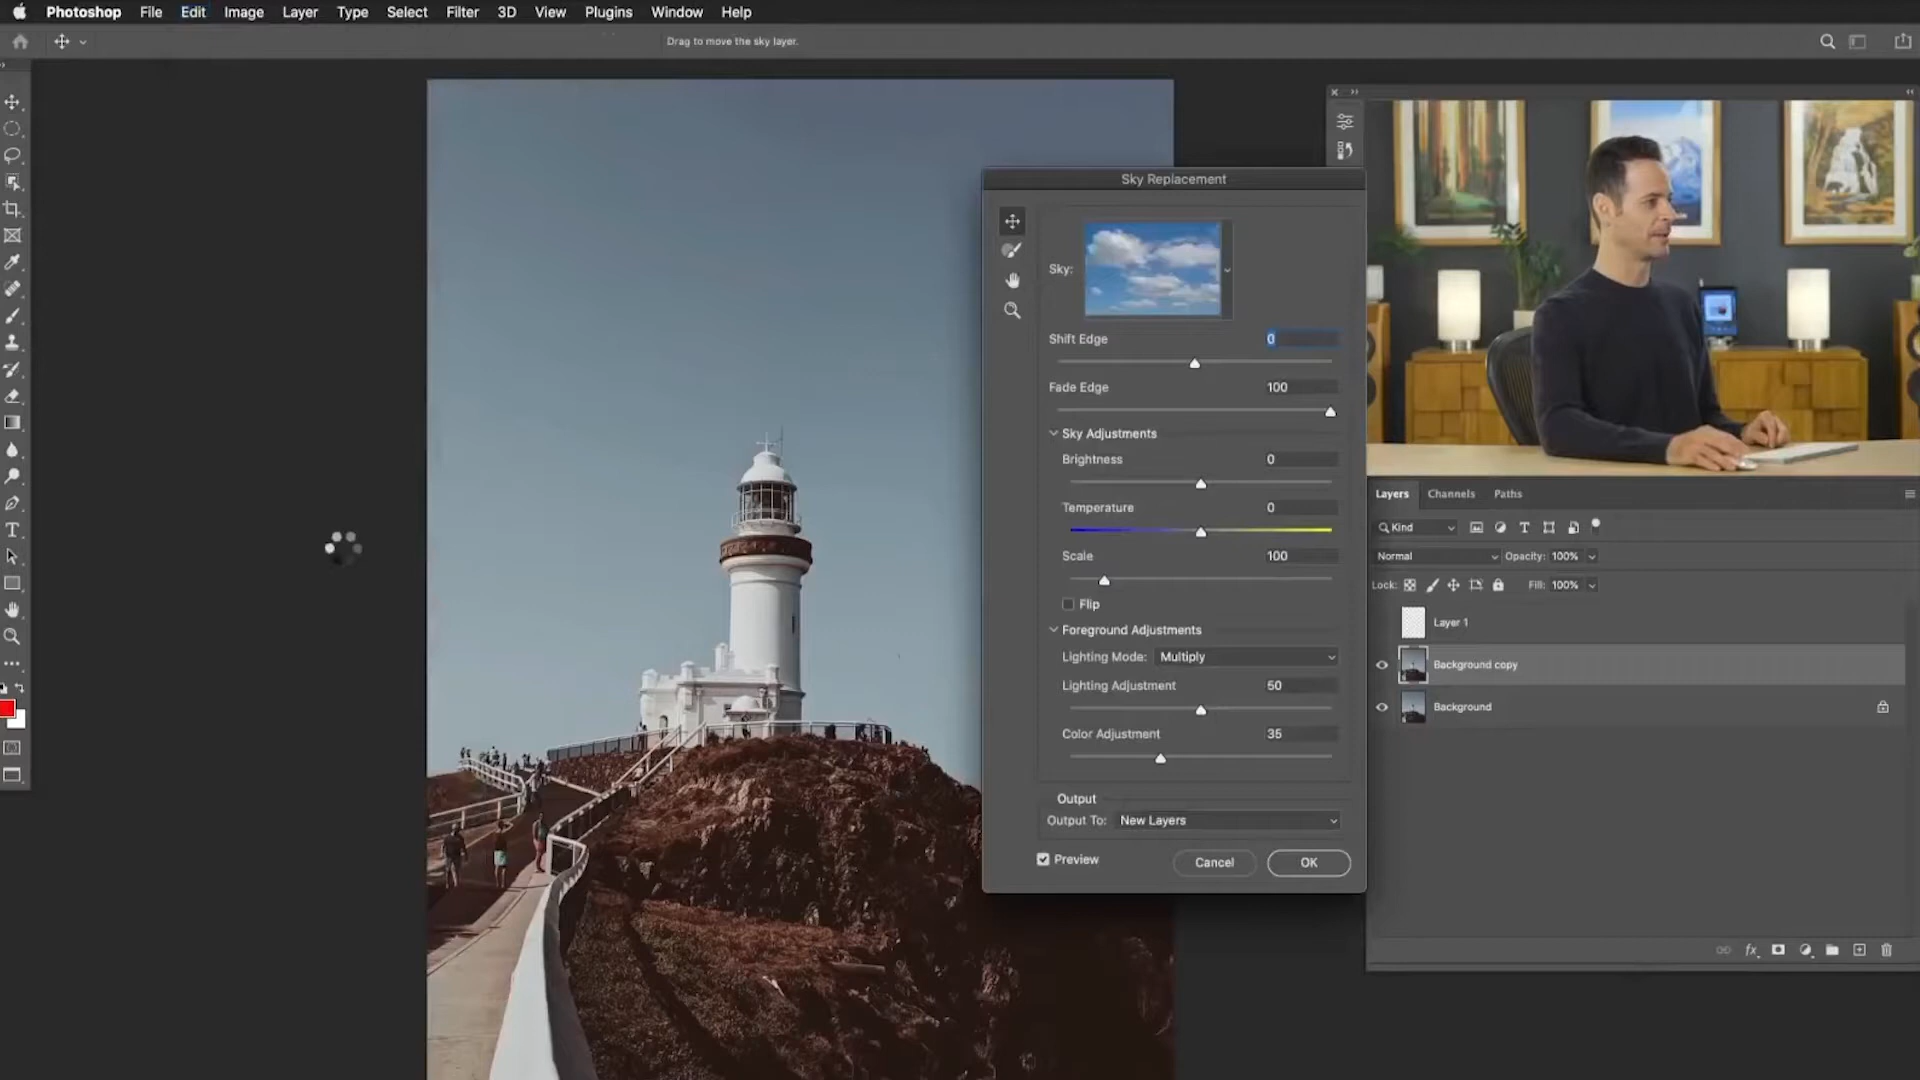 Photoshop File Edit Image Layer Type Select Filter 3D View Plugins Window Help
Drag to move the sky layer.
Sky Replacement
Sky:
Shift Edge 0
Fade Edge 100
Sky Adjustments
Brightness 0
Temperature 0
Scale 100
Flip
Foreground Adjustments
Lighting Mode: Multiply
Lighting Adjustment 50
Color Adjustment 35
Output
Output To: New Layers
Preview Cancel OK
Layers Channels Paths
Kind
Normal Opacity: 100%
Lock: Fill: 100%
Layer 1
Background copy
Background